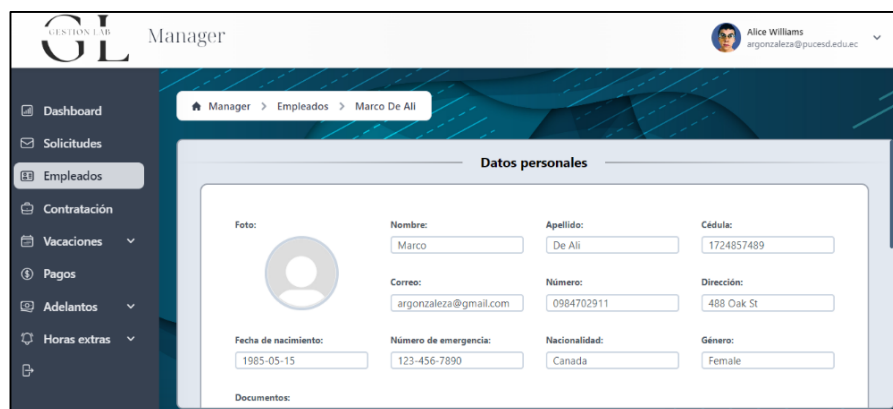 GESTION LAB
GL
Manager
Alice Williams
argonzaleza@pucesd.edu.ec
Dashboard
Solicitudes
Empleados
Contratación
Vacaciones
Pagos
Adelantos
Horas extras
Manager > Empleados > Marco De Ali
Datos personales
Foto:
Nombre:
Marco
Apellido:
De Ali
Cédula:
1724857489
Correo:
argonzaleza@gmail.com
Número:
0984702911
Dirección:
488 Oak St
Fecha de nacimiento:
1985-05-15
Número de emergencia:
123-456-7890
Nacionalidad:
Canada
Género:
Female
Documentos: